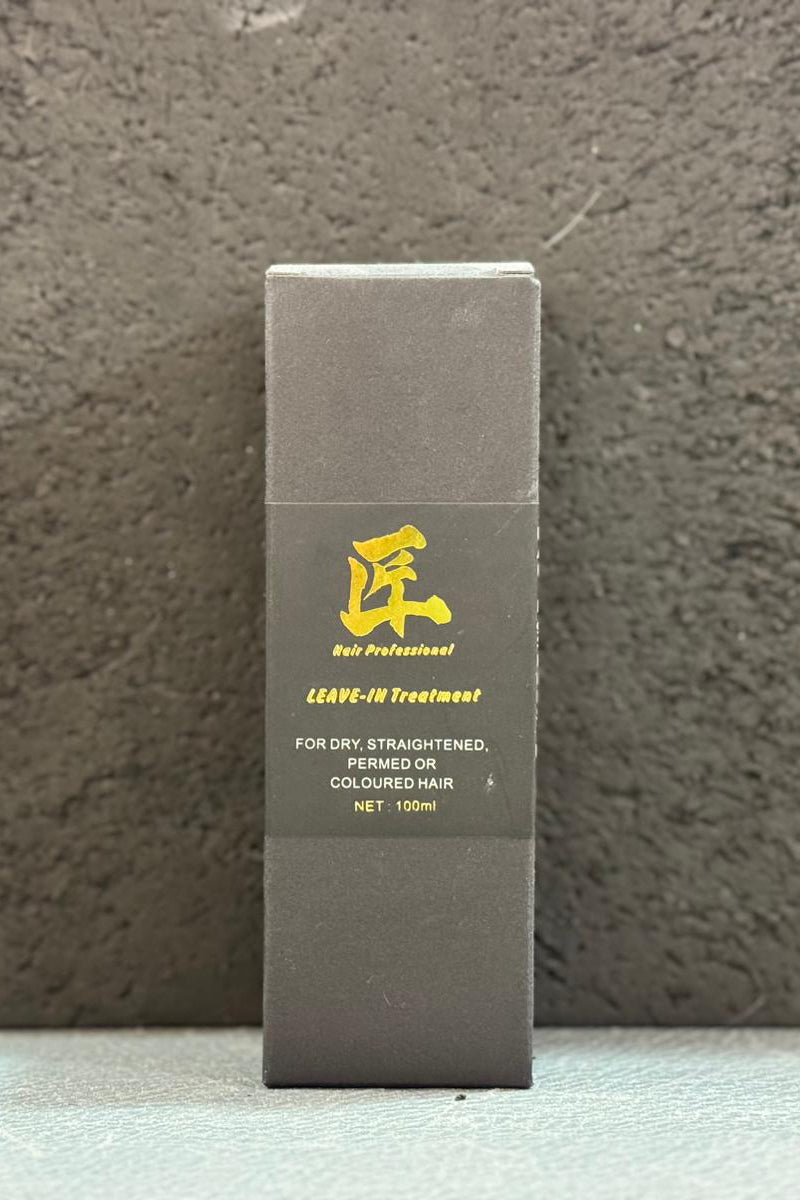 匠
Hair Professional
LEAVE-IN Treatment
FOR DRY, STRAIGHTENED,
PERMED OR
COLOURED HAIR
NET : 100ml